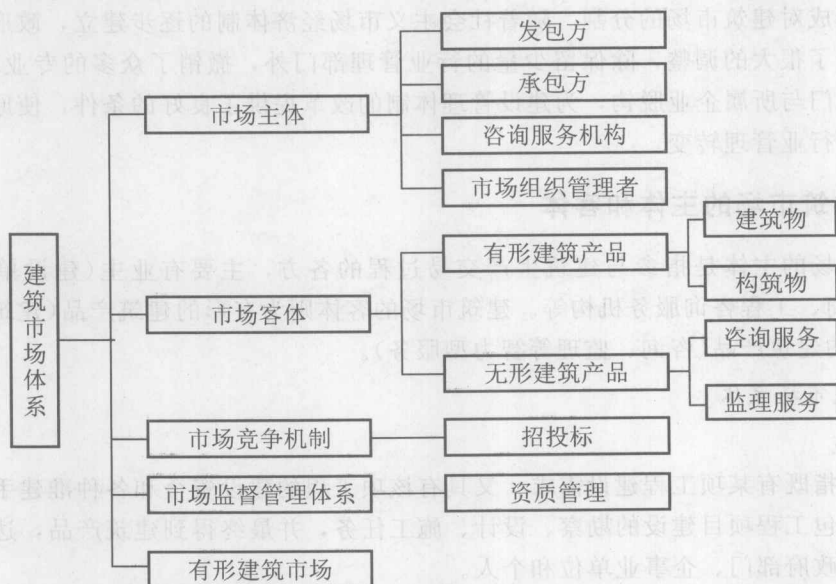 发包方
承包方
市场主体
咨询服务机构
市场组织管理者
建筑物
有形建筑产品
构筑物
建筑市场体系
市场客体
咨询服务
无形建筑产品
监理服务
市场竞争机制
招投标
市场监督管理体系
资质管理
有形建筑市场